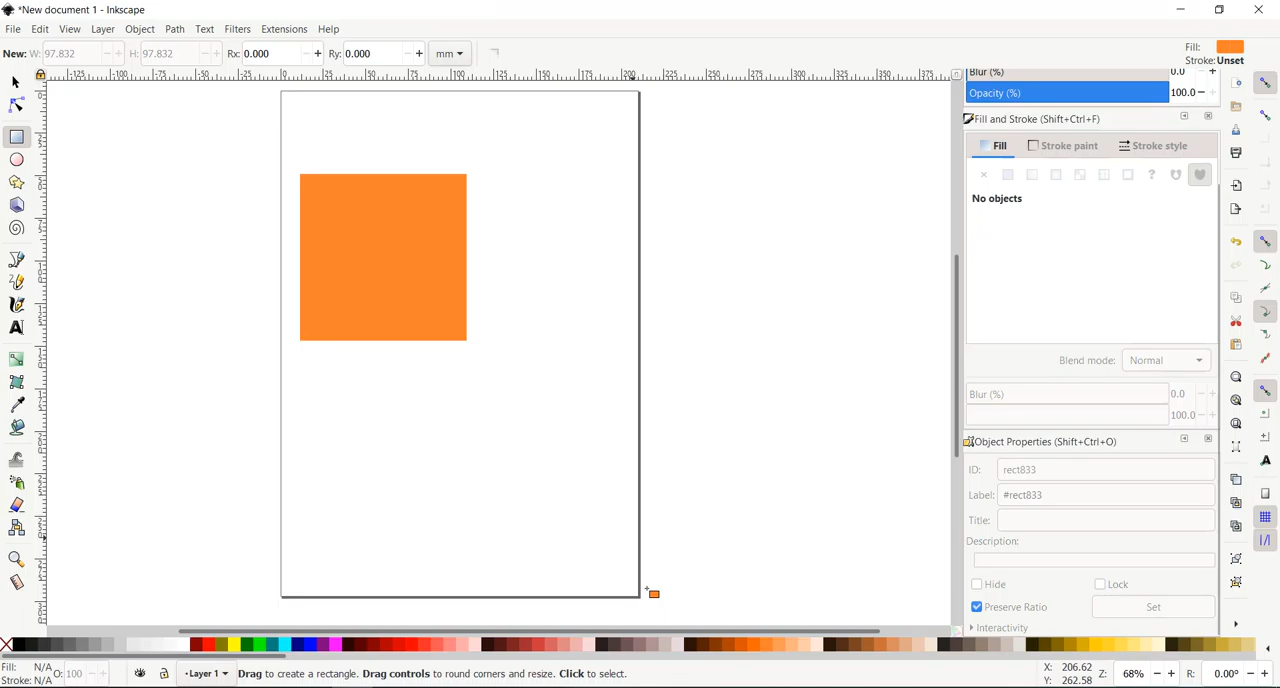 *New document 1 - Inkscape
File Edit View Layer Object Path Text Filters Extensions Help
New: W: 97.832 H: 97.832 Rx: 0.000 Ry: 0.000 mm
Fill:
Stroke: Unset
Blur (%) 0.0
Opacity (%) 100.0
Fill and Stroke (Shift+Ctrl+F)
Fill Stroke paint Stroke style
No objects
Blend mode: Normal
Blur (%) 0.0
100.0
Object Properties (Shift+Ctrl+O)
ID: rect833
Label: #rect833
Title:
Description:
Hide Lock
Preserve Ratio Set
Interactivity
Fill: N/A O: 100 Layer 1 Drag to create a rectangle. Drag controls to round corners and resize. Click to select. X: 206.62 Z: 68% R: 0.00°
Stroke: N/A Y: 262.58